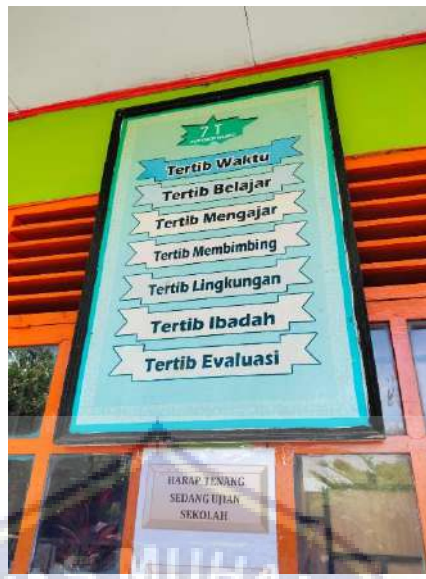 7 T
Tertib Waktu
Tertib Belajar
Tertib Mengajar
Tertib Membimbing
Tertib Lingkungan
Tertib Ibadah
Tertib Evaluasi
HARAP TENANG
SEDANG UJIAN
SEKOLAH